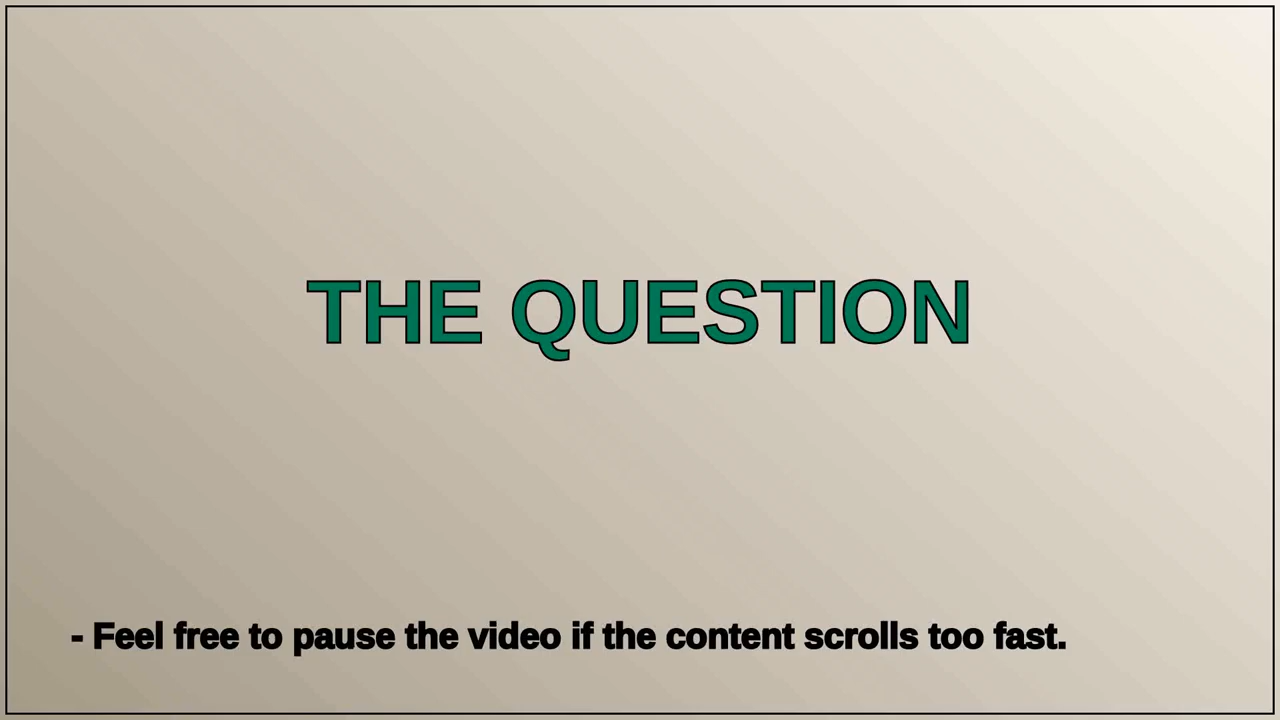 THE QUESTION
- Feel free to pause the video if the content scrolls too fast.